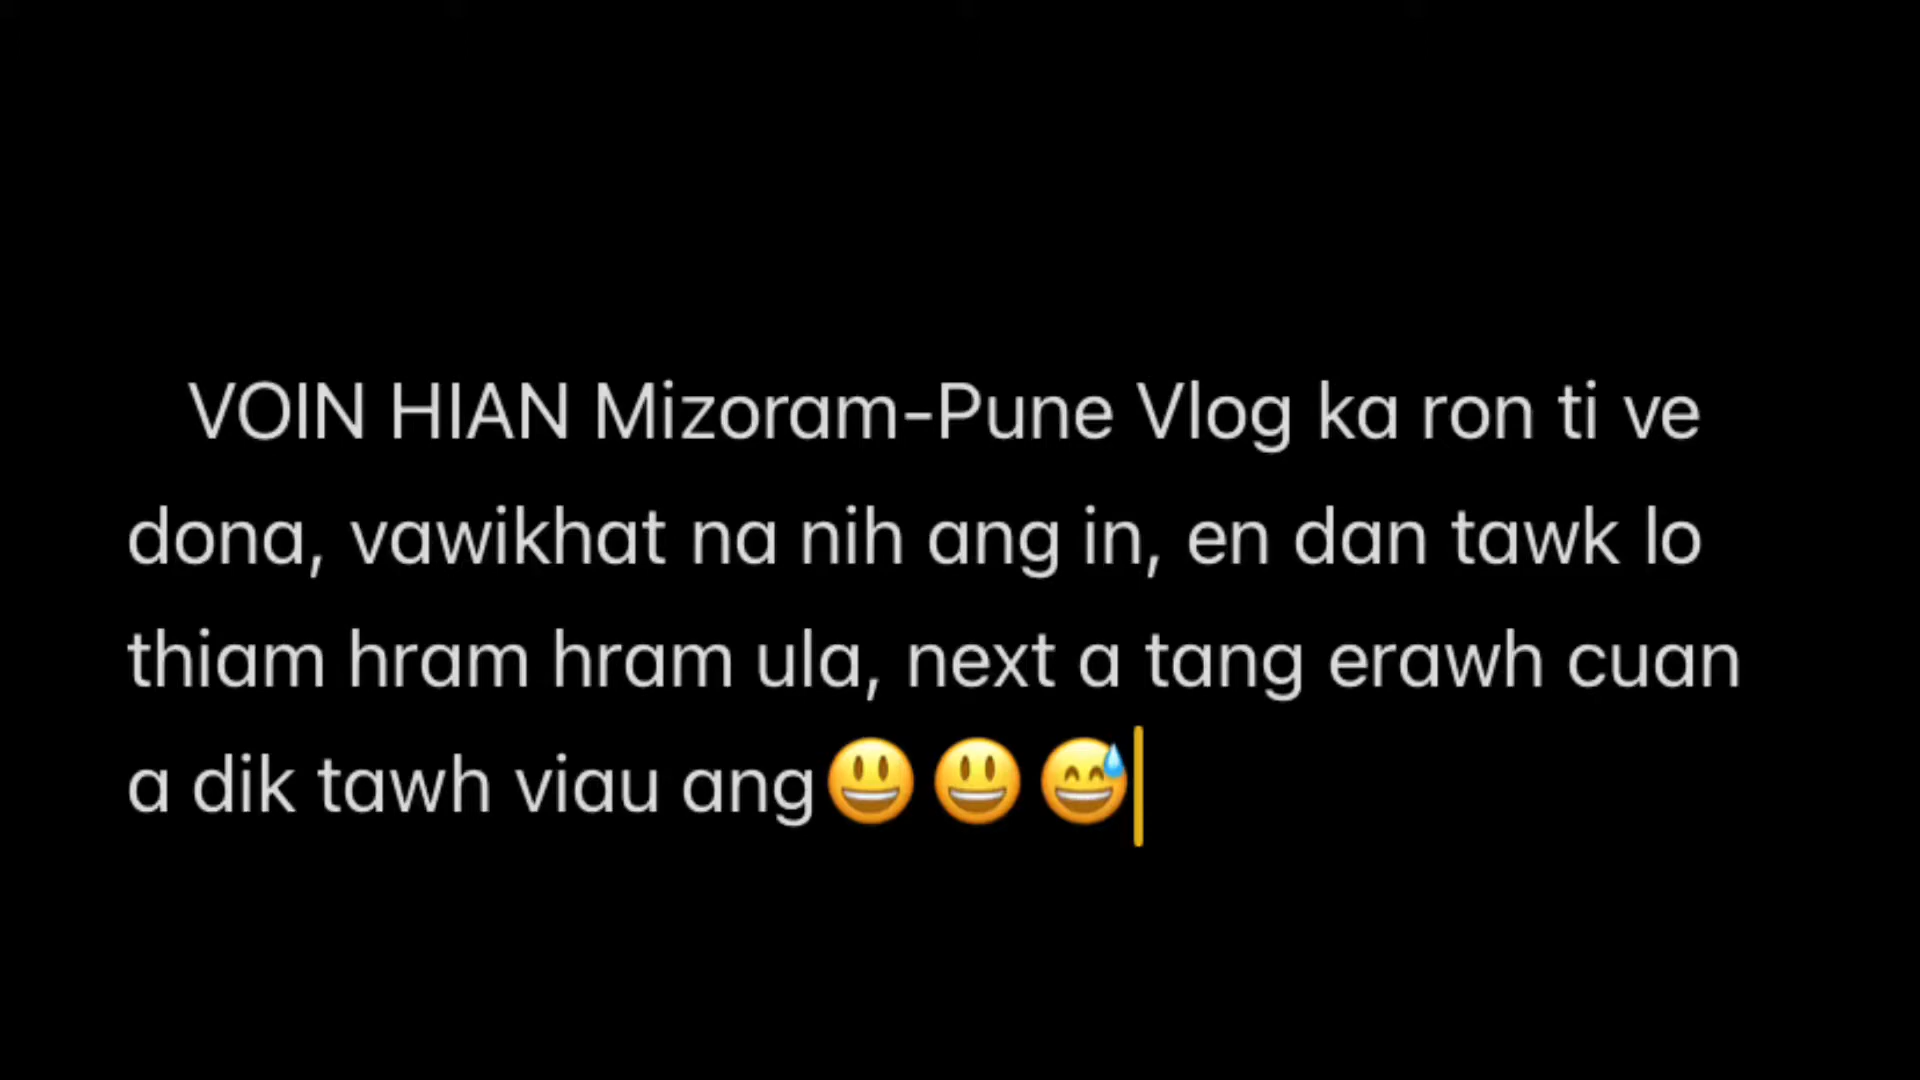 VOIN HIAN Mizoram-Pune Vlog ka ron ti ve
dona, vawikhat na nih ang in, en dan tawk lo
thiam hram hram ula, next a tang erawh cuan
a dik tawh viau ang😃😃😅